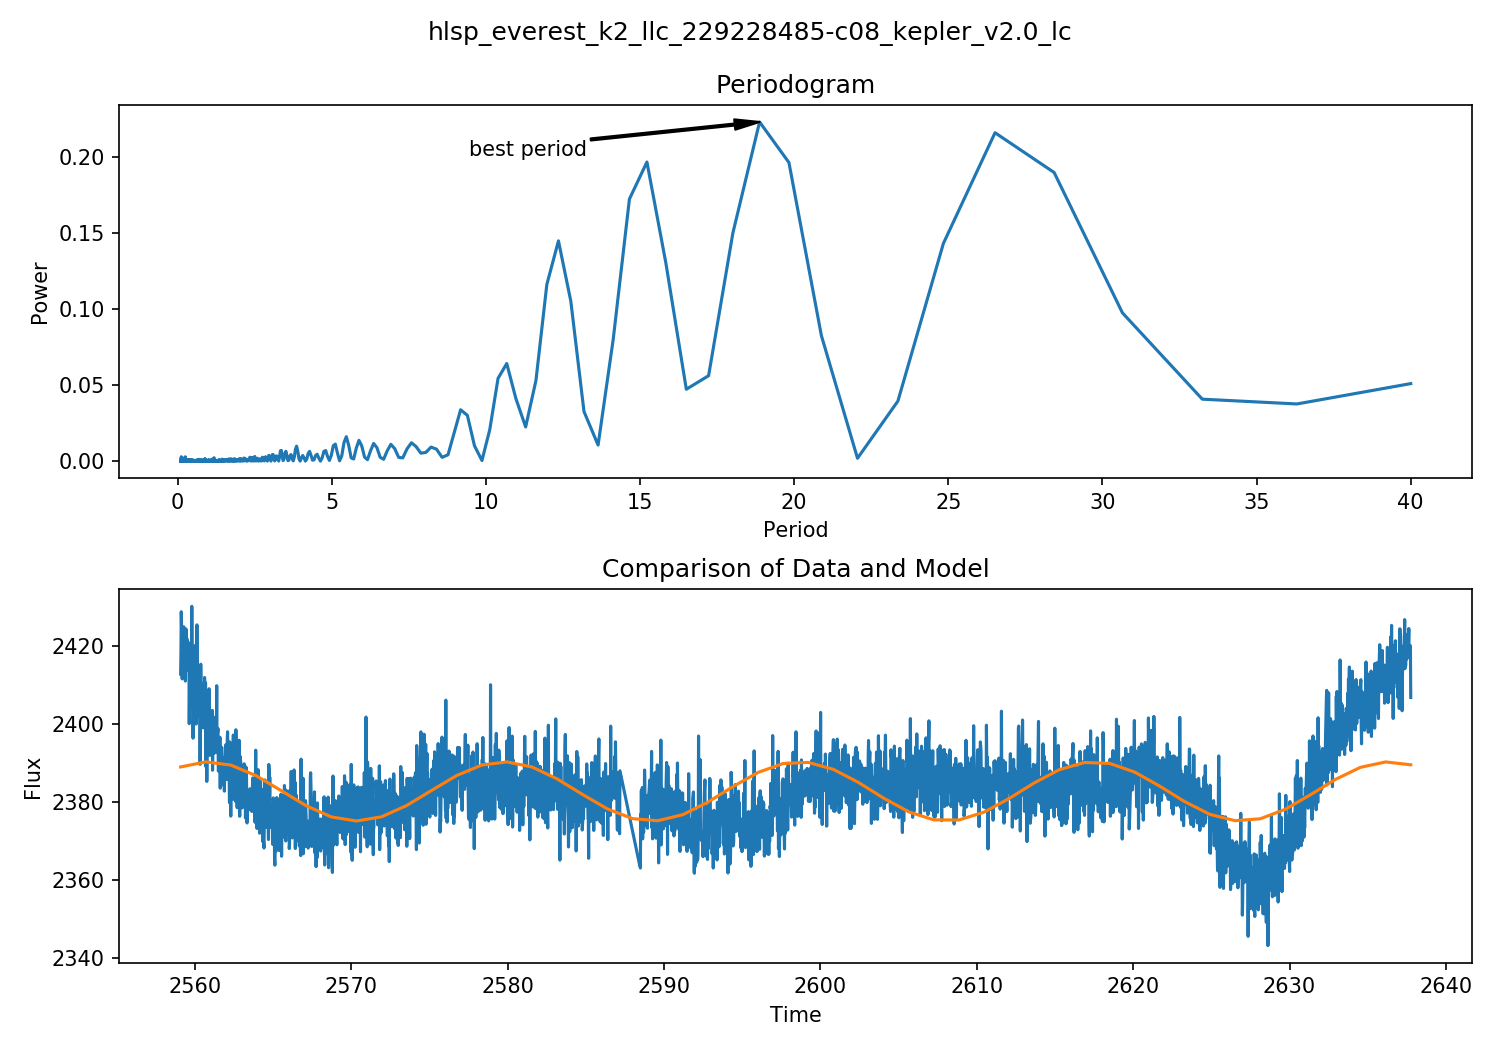 hlsp_everest_k2_llc_229228485-c08_kepler_v2.0_lc
Periodogram
best period
Power
0.20
0.15
0.10
0.05
0.00
0 5 10 15 20 25 30 35 40
Period
Comparison of Data and Model
Flux
2420
2400
2380
2360
2340
2560 2570 2580 2590 2600 2610 2620 2630 2640
Time